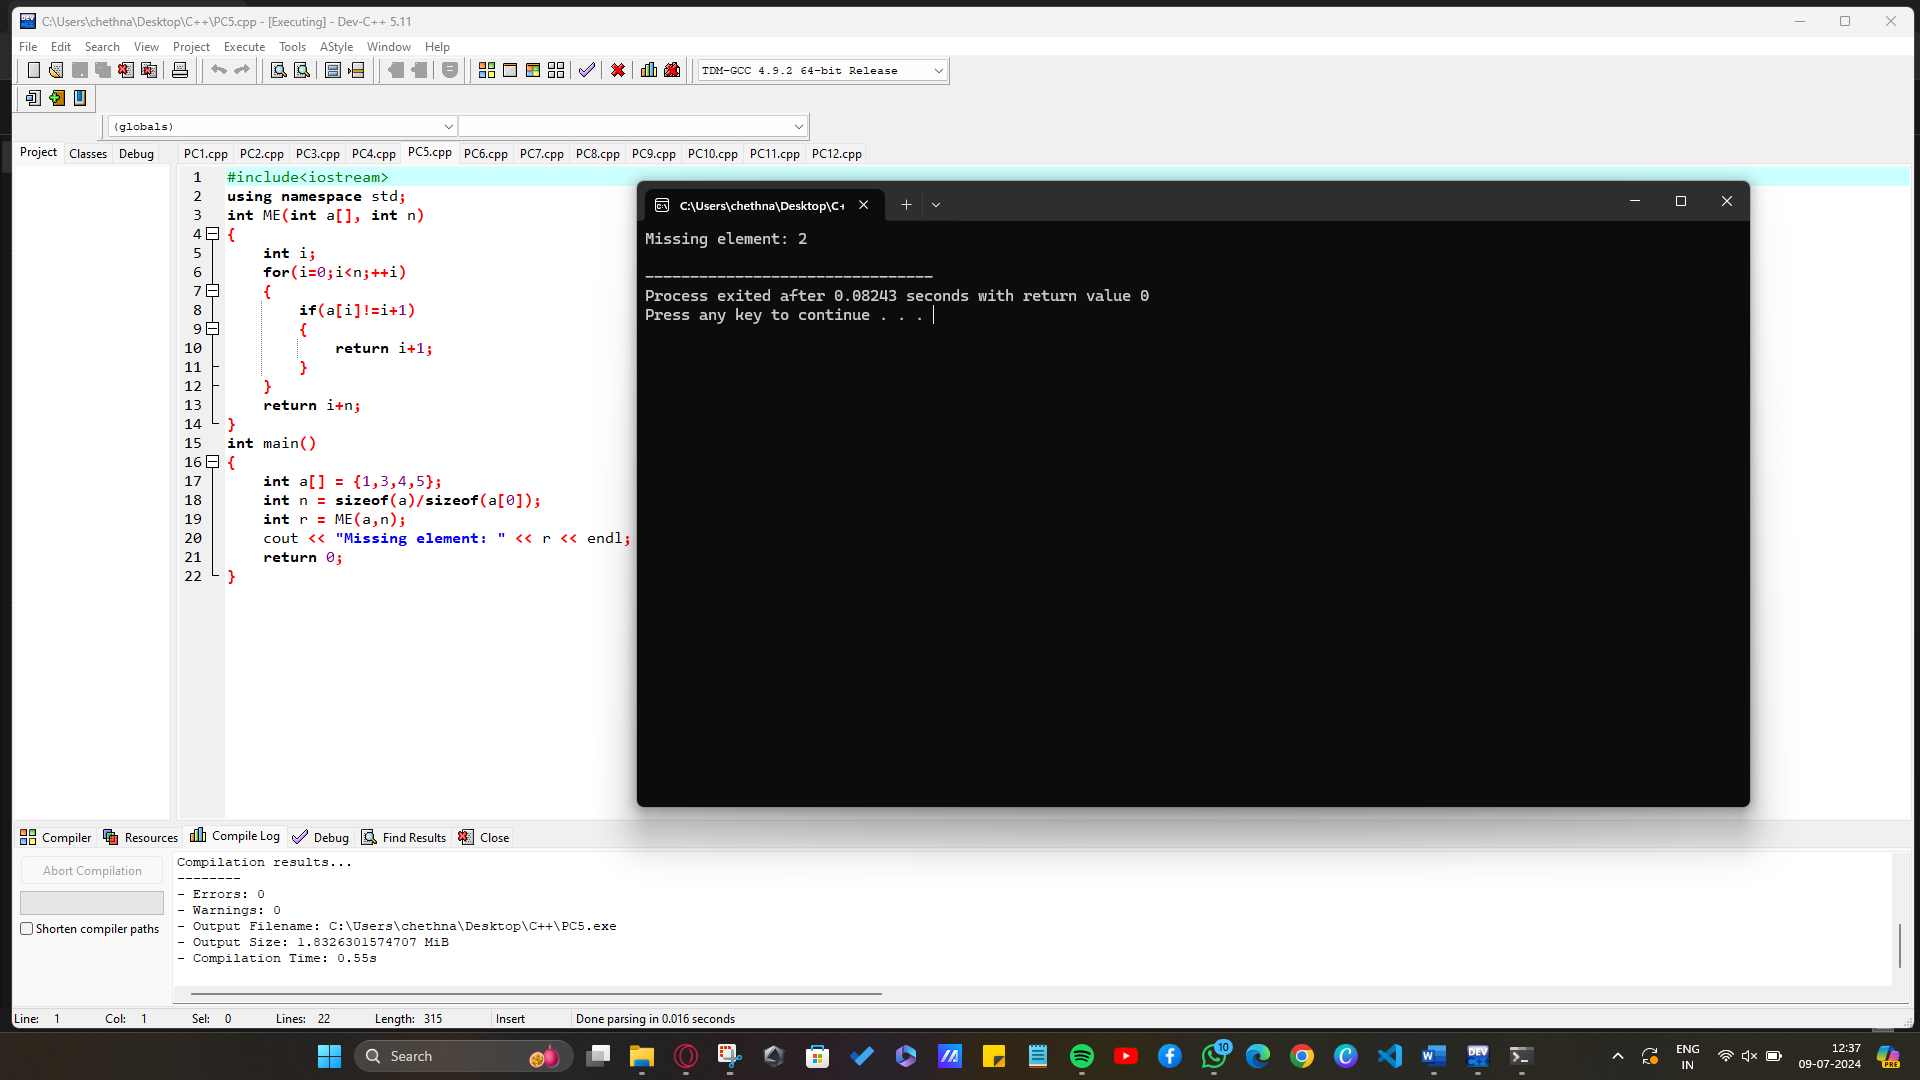 C:\Users\chethna\Desktop\C++\PC5.cpp - [Executing] - Dev-C++ 5.11
File Edit Search View Project Execute Tools AStyle Window Help
TDM-GCC 4.9.2 64-bit Release
(globals)
Project Classes Debug
PC1.cpp PC2.cpp PC3.cpp PC4.cpp PC5.cpp PC6.cpp PC7.cpp PC8.cpp PC9.cpp PC10.cpp PC11.cpp PC12.cpp
1 #include<iostream>
2 using namespace std;
3 int ME(int a[], int n)
4 {
5 int i;
6 for(i=0;i<n;++i)
7 {
8 if(a[i]!=i+1)
9 {
10 return i+1;
11 }
12 }
13 return i+n;
14 }
15 int main()
16 {
17 int a[] = {1,3,4,5};
18 int n = sizeof(a)/sizeof(a[0]);
19 int r = ME(a,n);
20 cout << "Missing element: " << r << endl;
21 return 0;
22 }
C:\Users\chethna\Desktop\C+
Missing element: 2
--------------------------------
Process exited after 0.08243 seconds with return value 0
Press any key to continue . . .
Compiler Resources Compile Log Debug Find Results Close
Abort Compilation
Shorten compiler paths
Compilation results...
--------
- Errors: 0
- Warnings: 0
- Output Filename: C:\Users\chethna\Desktop\C++\PC5.exe
- Output Size: 1.8326301574707 MiB
- Compilation Time: 0.55s
Line: 1 Col: 1 Sel: 0 Lines: 22 Length: 315 Insert Done parsing in 0.016 seconds
Search
10
DEV
ENG
IN
12:37
09-07-2024
PRE